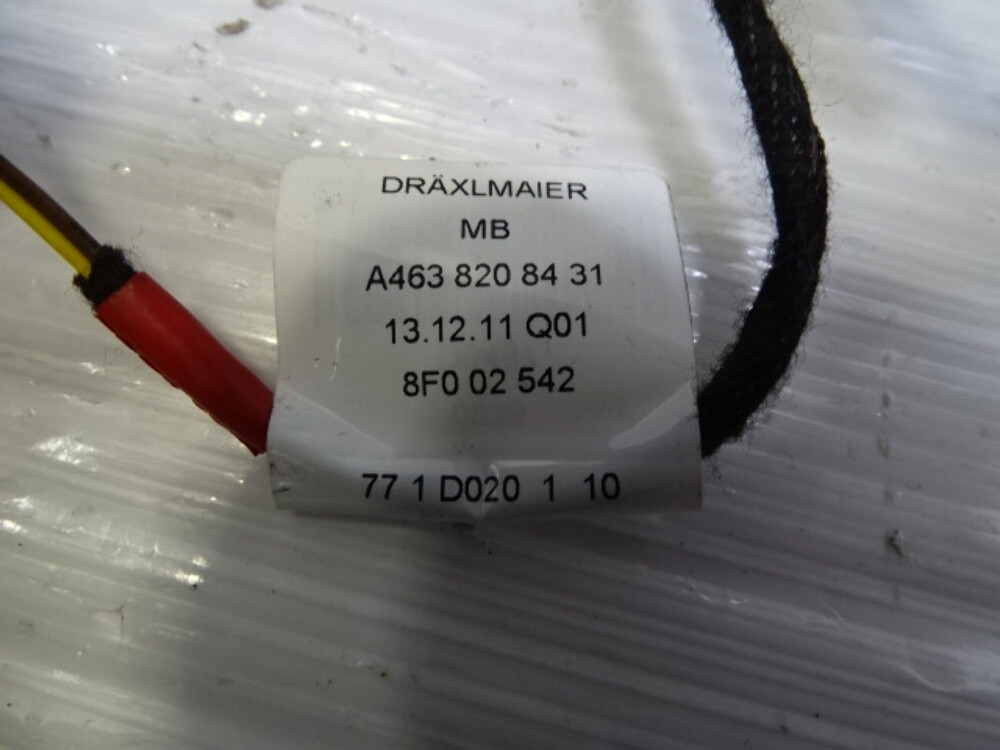 DRÄXLMAIER
MB
A463 820 84 31
13.12.11 Q01
8F0 02 542
77 1 D020 1 10